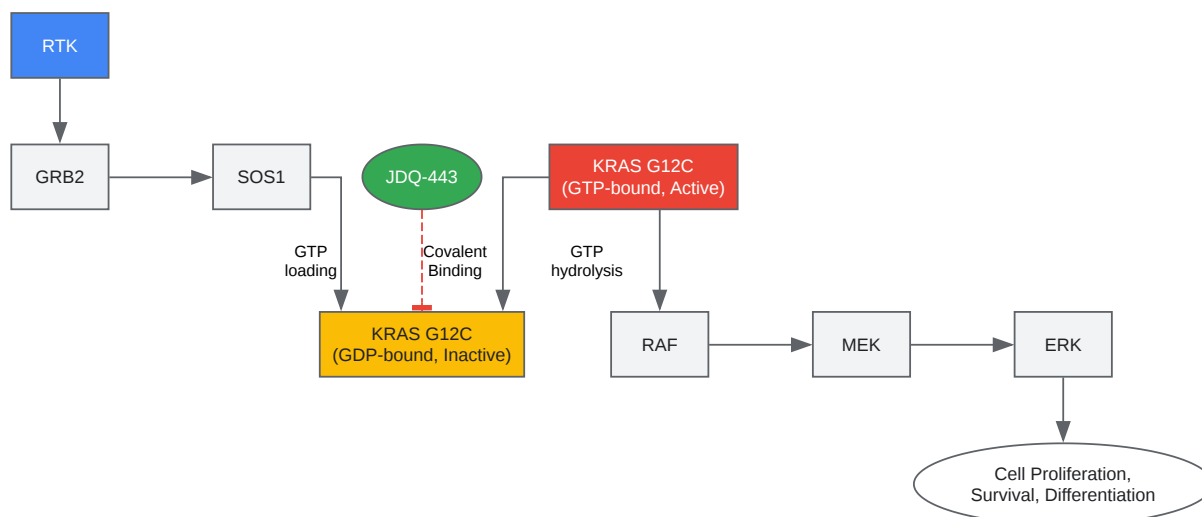 RTK
GRB2
SOS1
JDQ-443
KRAS G12C
(GTP-bound, Active)
GTP
loading
Covalent
Binding
GTP
hydrolysis
KRAS G12C
(GDP-bound, Inactive)
RAF
MEK
ERK
Cell Proliferation,
Survival, Differentiation